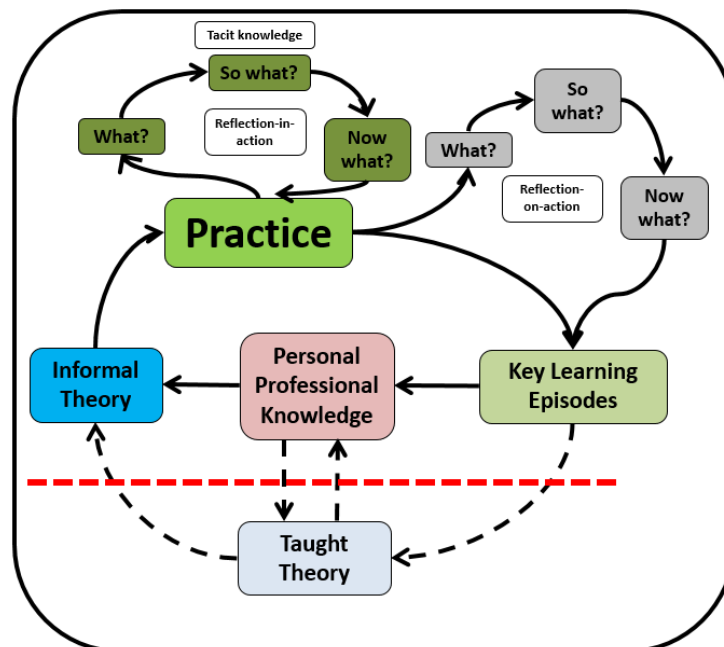 Tacit knowledge
So what?
What?
Reflection-in-
action
Now
what?
So
what?
What?
Reflection-
on-action
Now
what?
Practice
Informal
Theory
Personal
Professional
Knowledge
Key Learning
Episodes
Taught
Theory